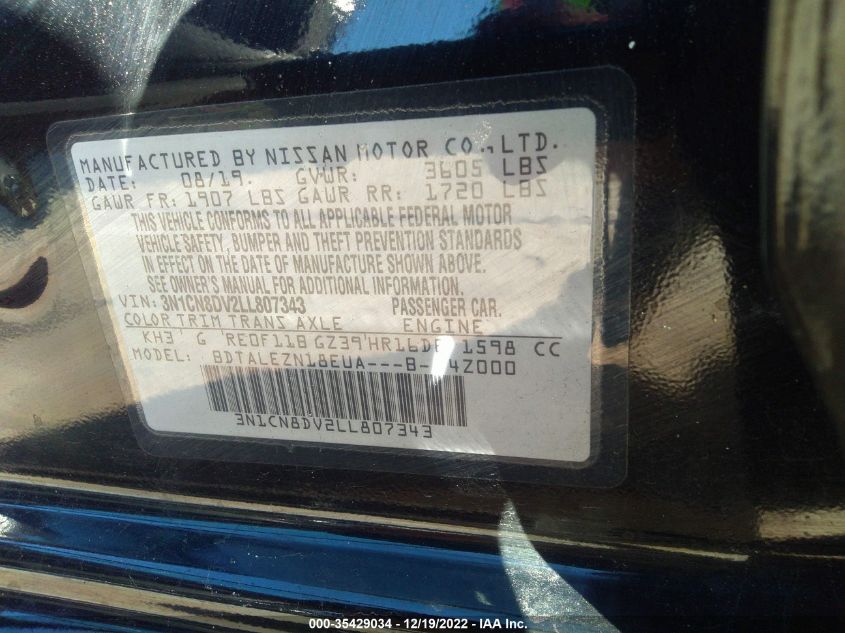 MANUFACTURED BY NISSAN MOTOR CO.,LTD.
DATE: 08/19. GVWR: 3605 LBS
GAWR FR: 1907 LBS GAWR RR: 1720 LBS
THIS VEHICLE CONFORMS TO ALL APPLICABLE FEDERAL MOTOR
VEHICLE SAFETY, BUMPER AND THEFT PREVENTION STANDARDS
IN EFFECT ON THE DATE OF MANUFACTURE SHOWN ABOVE.
SEE OWNER'S MANUAL FOR ADDITIONAL INFORMATION.
VIN: 3N1CN8DV2LL807343 PASSENGER CAR.
COLOR TRIM TRANS AXLE ENGINE
KH3 G RE0F11B GZ39 HR16DE 1598 CC
MODEL: BDTALEZN18EUA---B- 4Z000
3N1CN8DV2LL807343
000-35429034 - 12/19/2022 - IAA Inc.